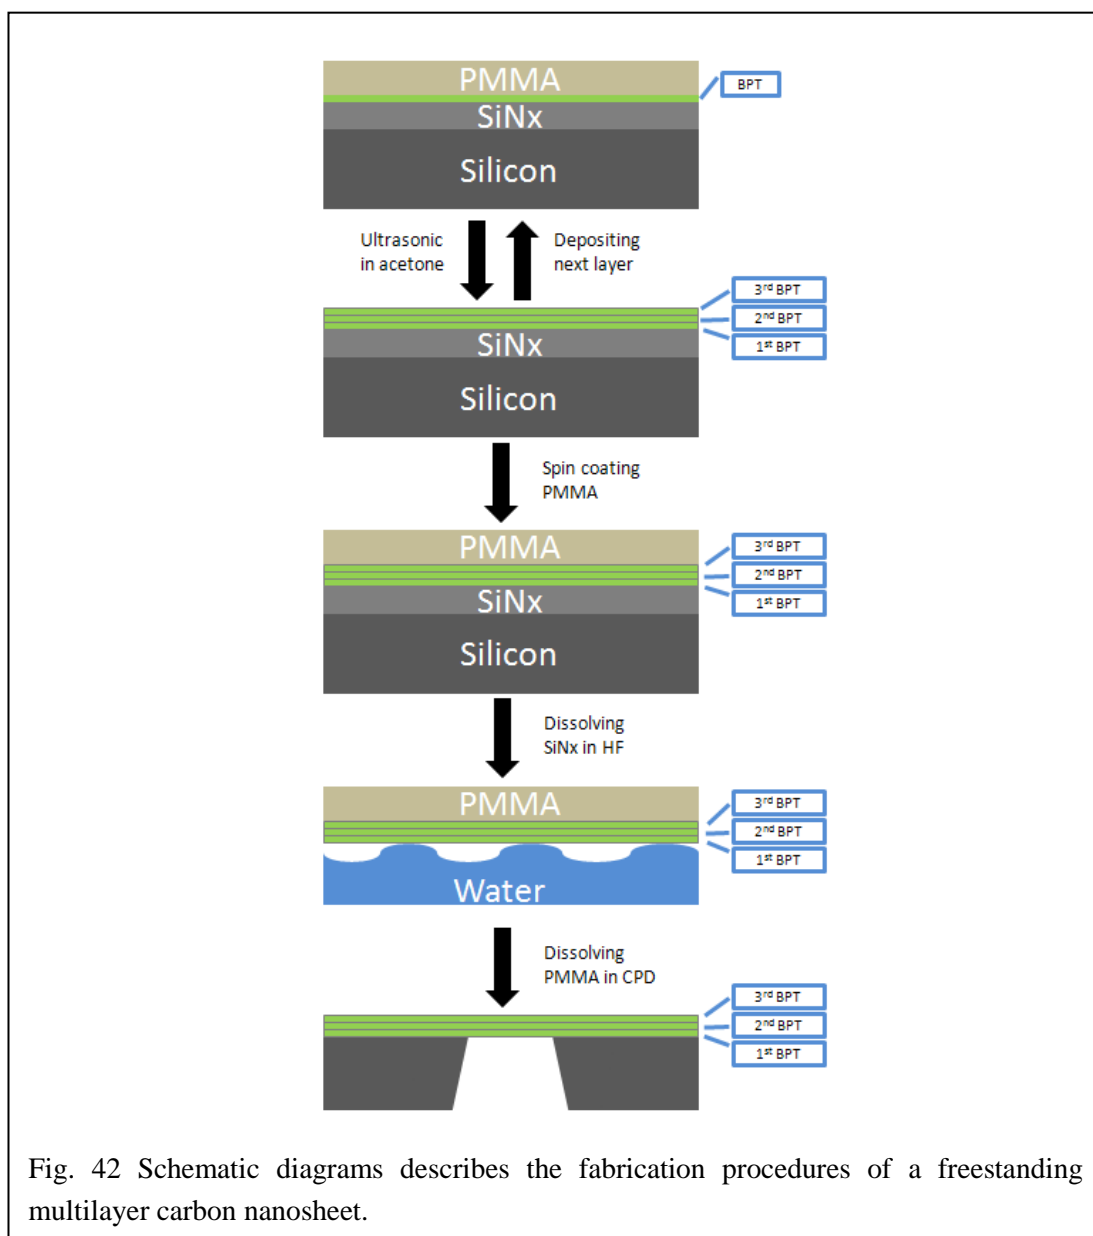 PMMA
BPT
SiNx
Silicon
Ultrasonic
in acetone
Depositing
next layer
3rd BPT
2nd BPT
1st BPT
SiNx
Silicon
Spin coating
PMMA
PMMA
3rd BPT
2nd BPT
1st BPT
SiNx
Silicon
Dissolving
SiNx in HF
PMMA
3rd BPT
2nd BPT
1st BPT
Water
Dissolving
PMMA in CPD
3rd BPT
2nd BPT
1st BPT
Fig. 42 Schematic diagrams describes the fabrication procedures of a freestanding
multilayer carbon nanosheet.